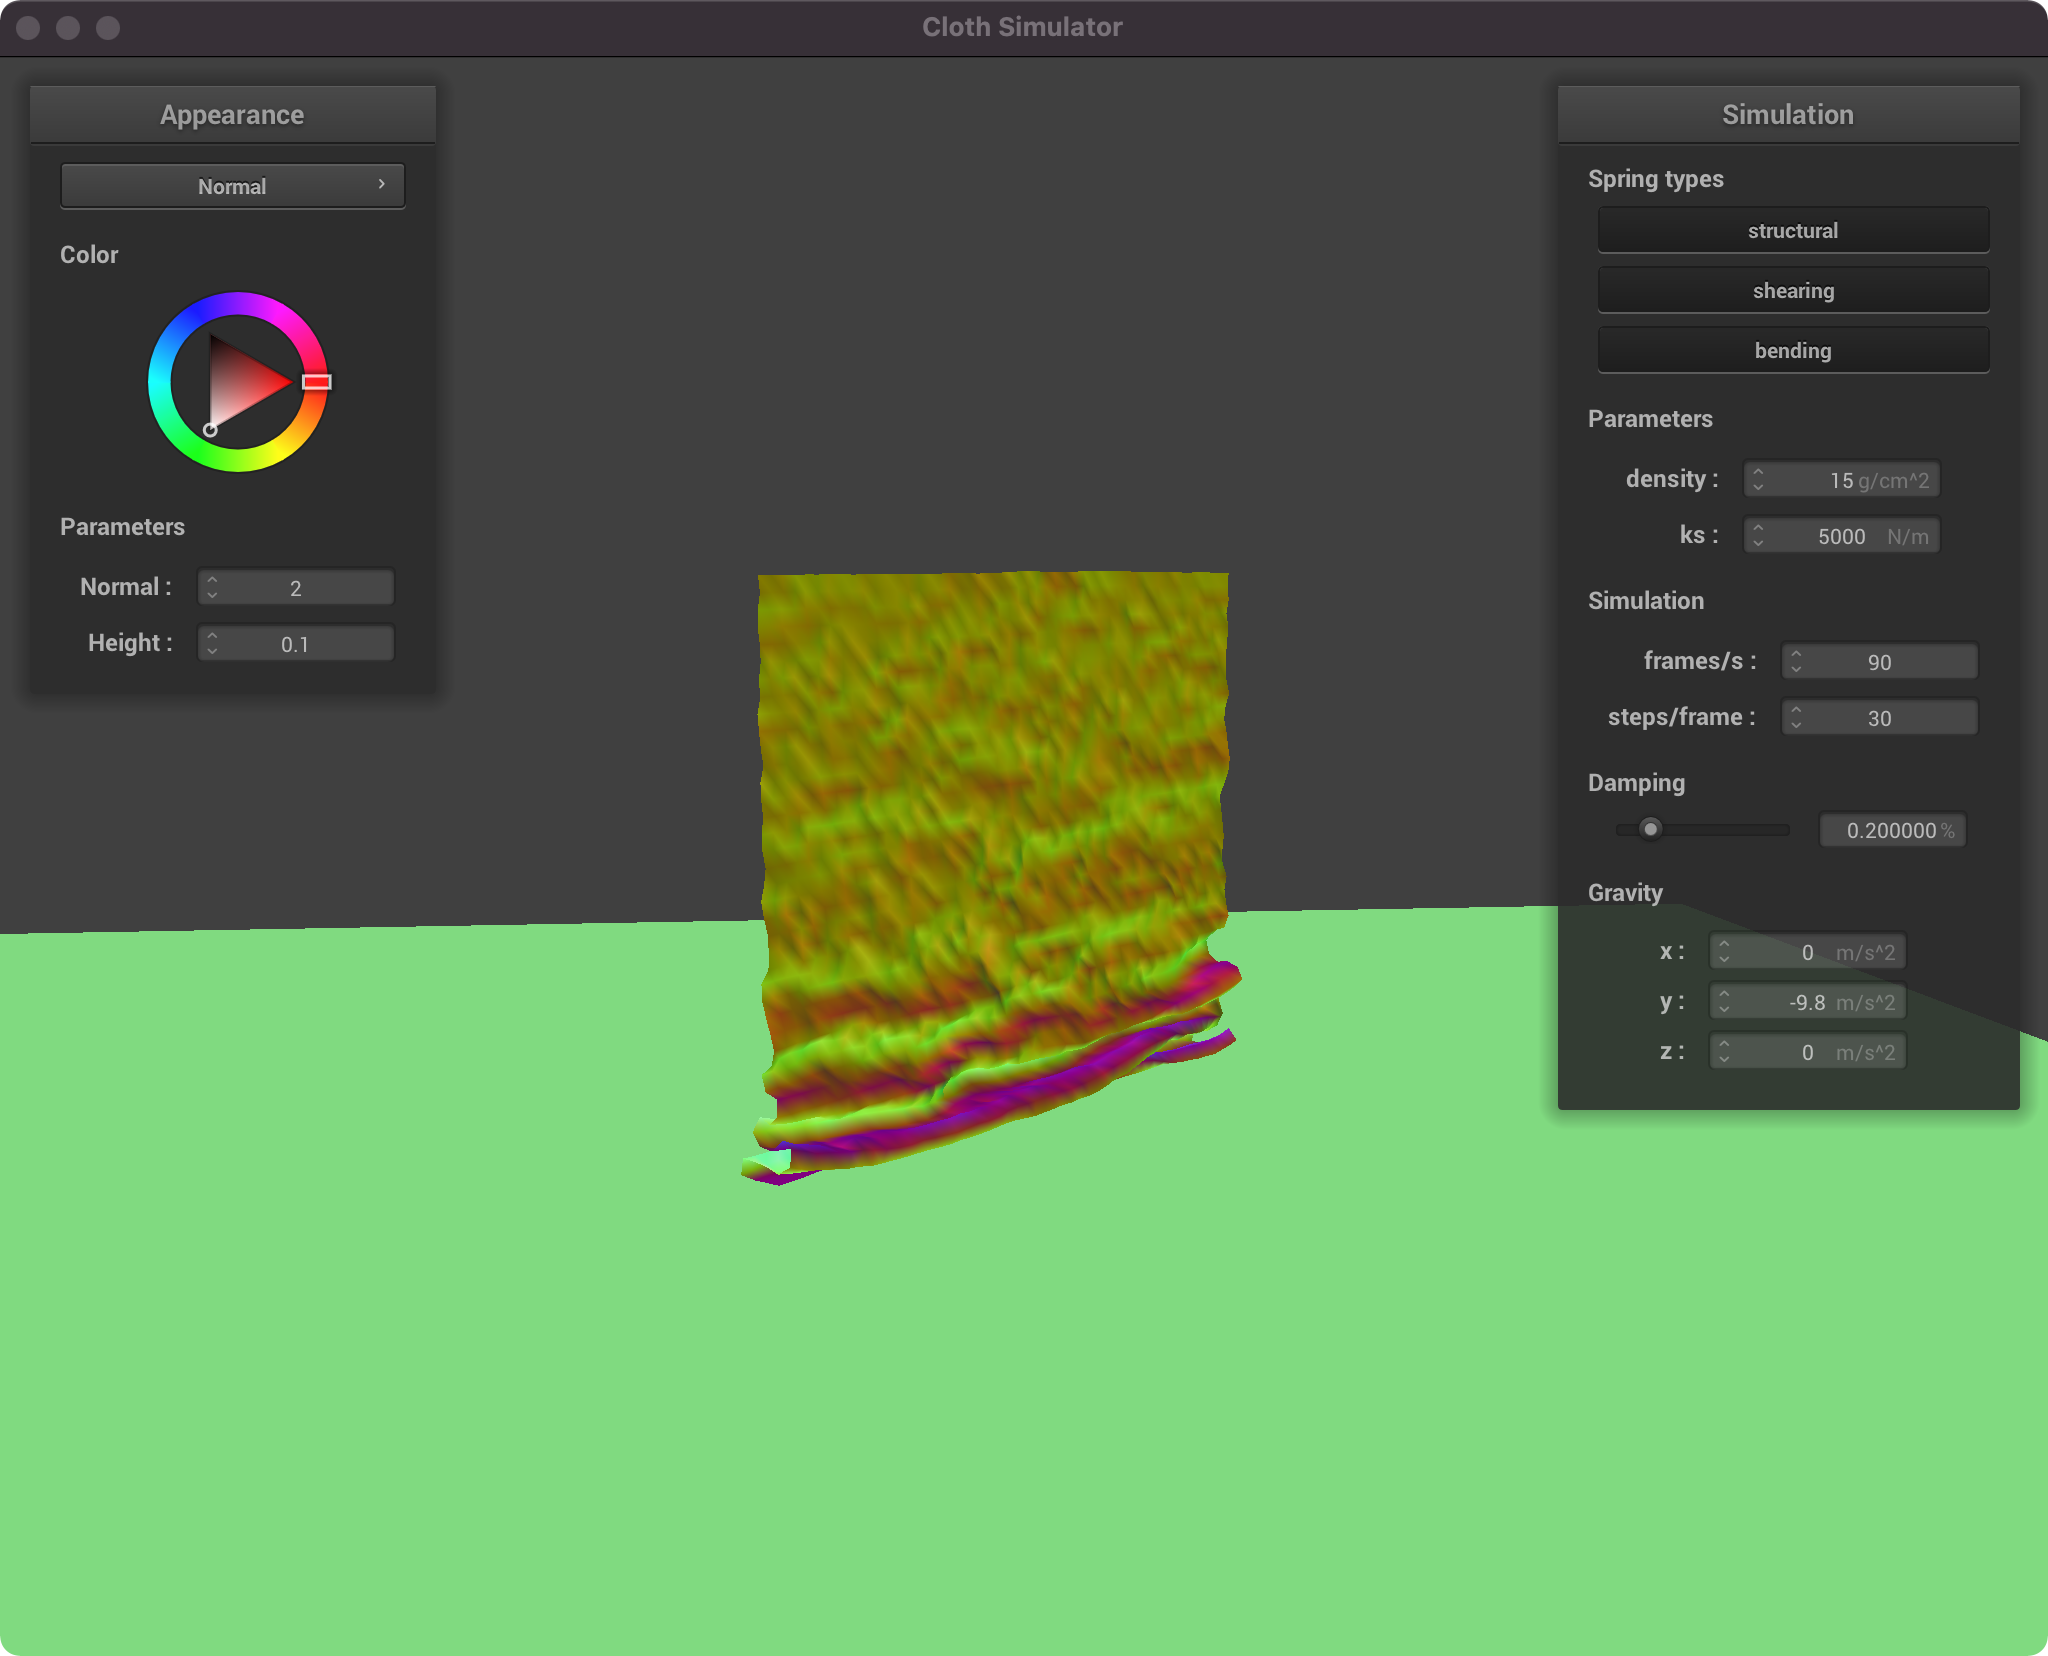 Cloth Simulator
Appearance
Normal
Color
Parameters
Normal : 2
Height : 0.1
Simulation
Spring types
structural
shearing
bending
Parameters
density : 15 g/cm^2
ks : 5000 N/m
Simulation
frames/s : 90
steps/frame : 30
Damping
0.200000 %
Gravity
x : 0 m/s^2
y : -9.8 m/s^2
z : 0 m/s^2